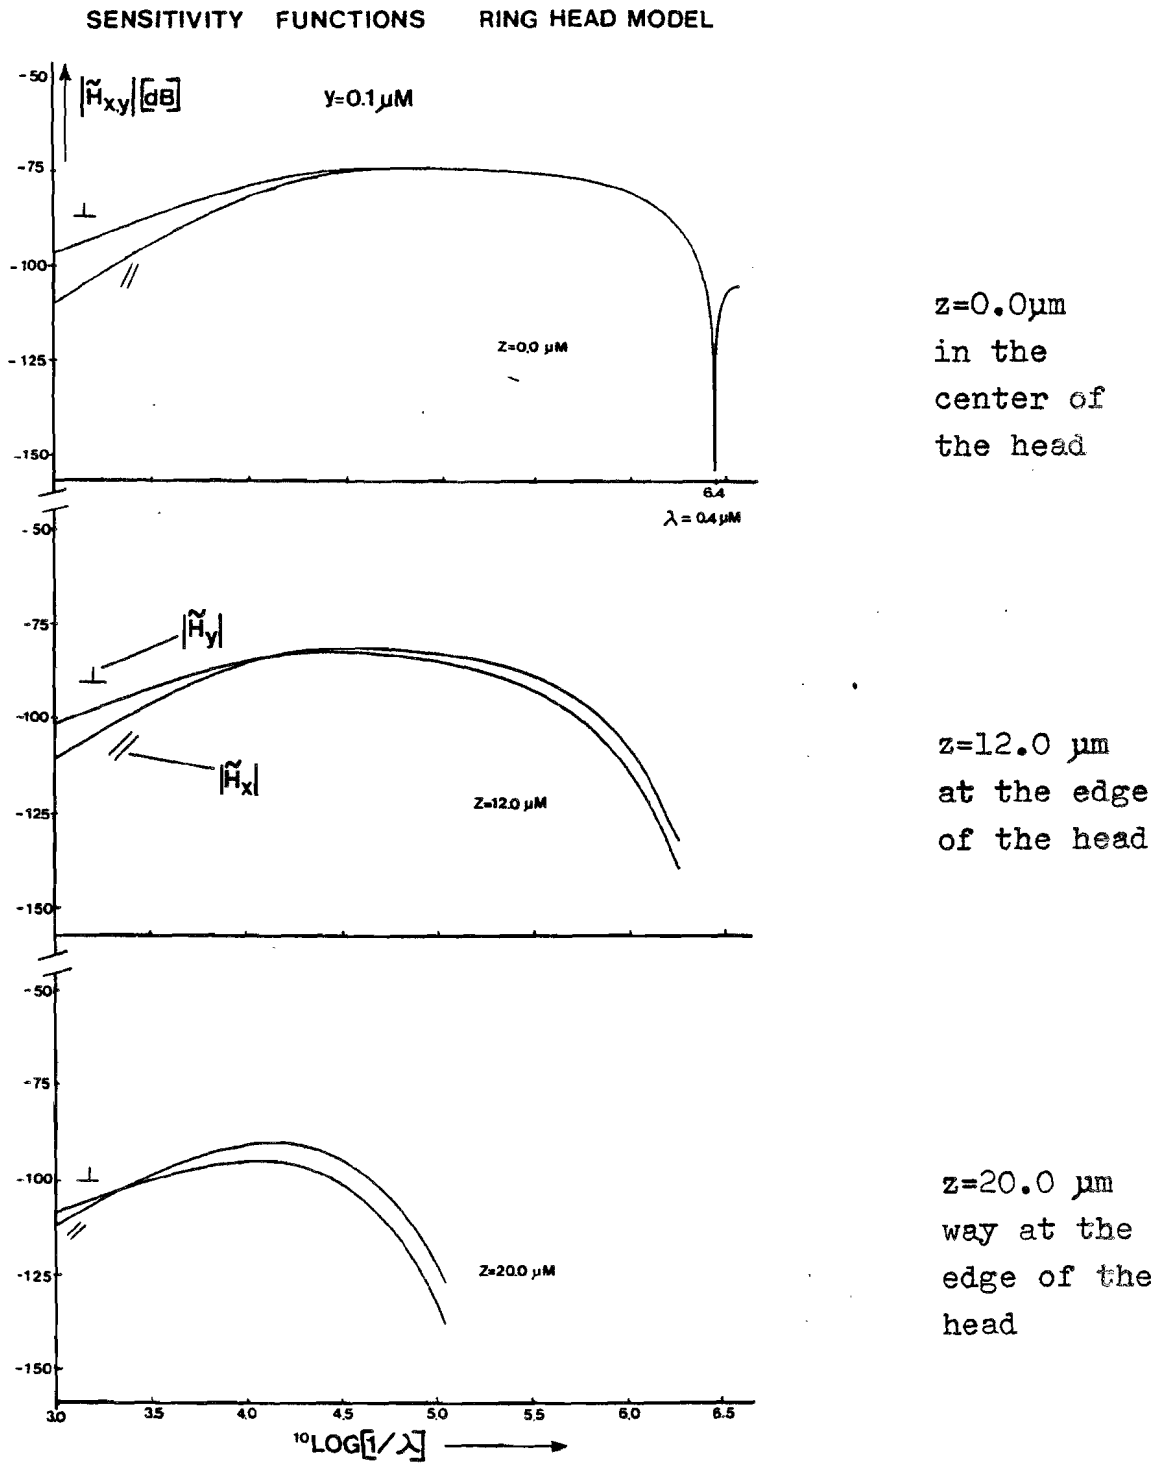 SENSITIVITY FUNCTIONS RING HEAD MODEL
-50
|H̃x,y| [dB]
y=0.1 μM
-75
⊥
-100
//
Z=0.0 μM
-125
-150
6.4
λ = 0.4 μM
z=0.0μm
in the
center of
the head
-50
-75
|H̃y|
⊥
-100
//
|H̃x|
Z=12.0 μM
-125
-150
z=12.0 μm
at the edge
of the head
-50
-75
-100
⊥
//
Z=20.0 μM
-125
-150
3.0 3.5 4.0 4.5 5.0 5.5 6.0 6.5
¹⁰LOG[1/λ]
z=20.0 μm
way at the
edge of the
head